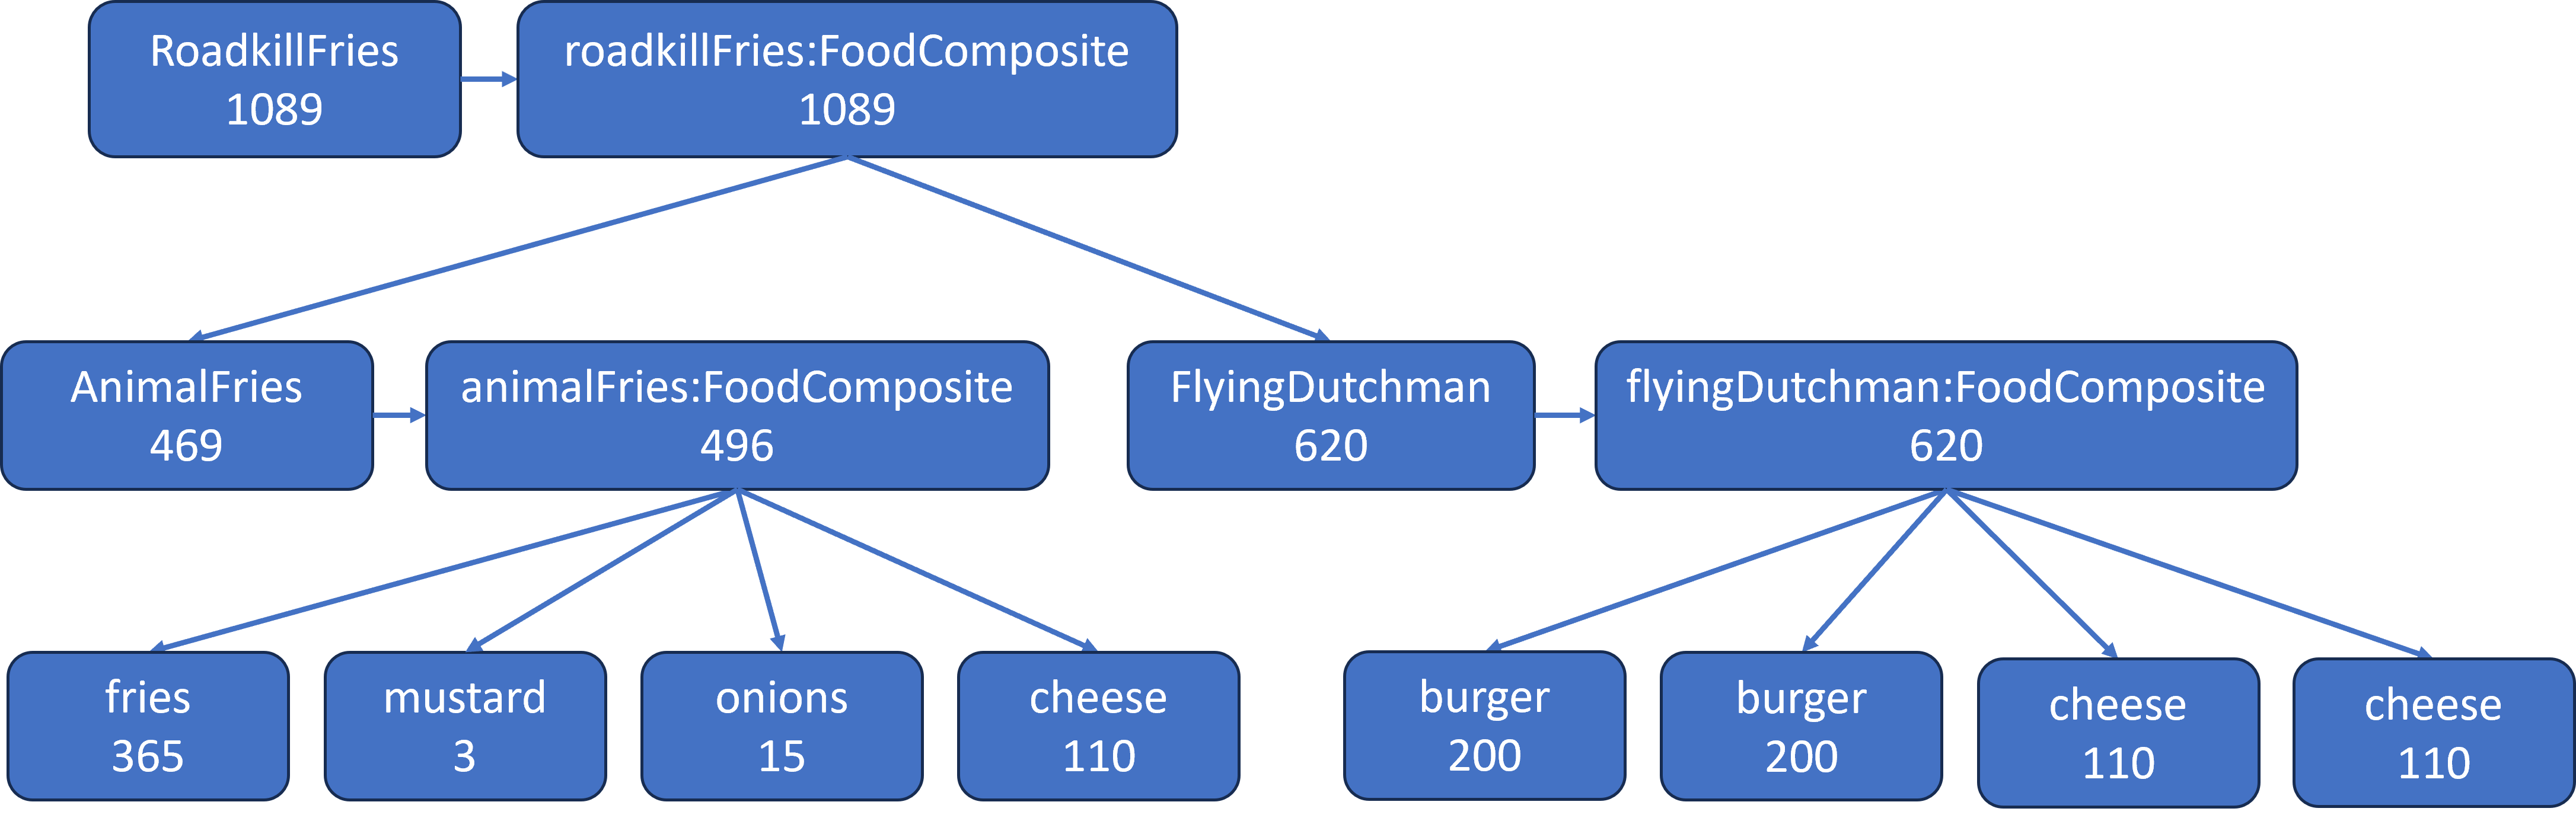 RoadkillFries
1089
roadkillFries:FoodComposite
1089
AnimalFries
469
animalFries:FoodComposite
496
FlyingDutchman
620
flyingDutchman:FoodComposite
620
fries
365
mustard
3
onions
15
cheese
110
burger
200
burger
200
cheese
110
cheese
110